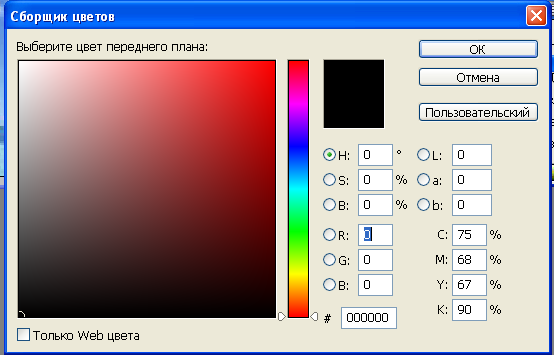 Сборщик цветов
Выберите цвет переднего плана:
ОК
Отмена
Пользовательский
H: 0 °
S: 0 %
B: 0 %
L: 0
a: 0
b: 0
R: 0
G: 0
B: 0
# 000000
C: 75 %
M: 68 %
Y: 67 %
K: 90 %
Только Web цвета